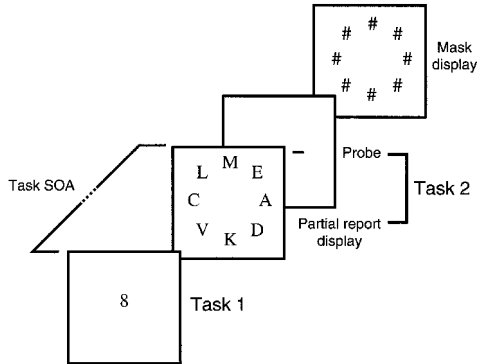 #
# #
# #
# #
#
Mask
display
M
L E
C A
V D
K
–
Probe
Task SOA
Task 2
Partial report
display
8
Task 1